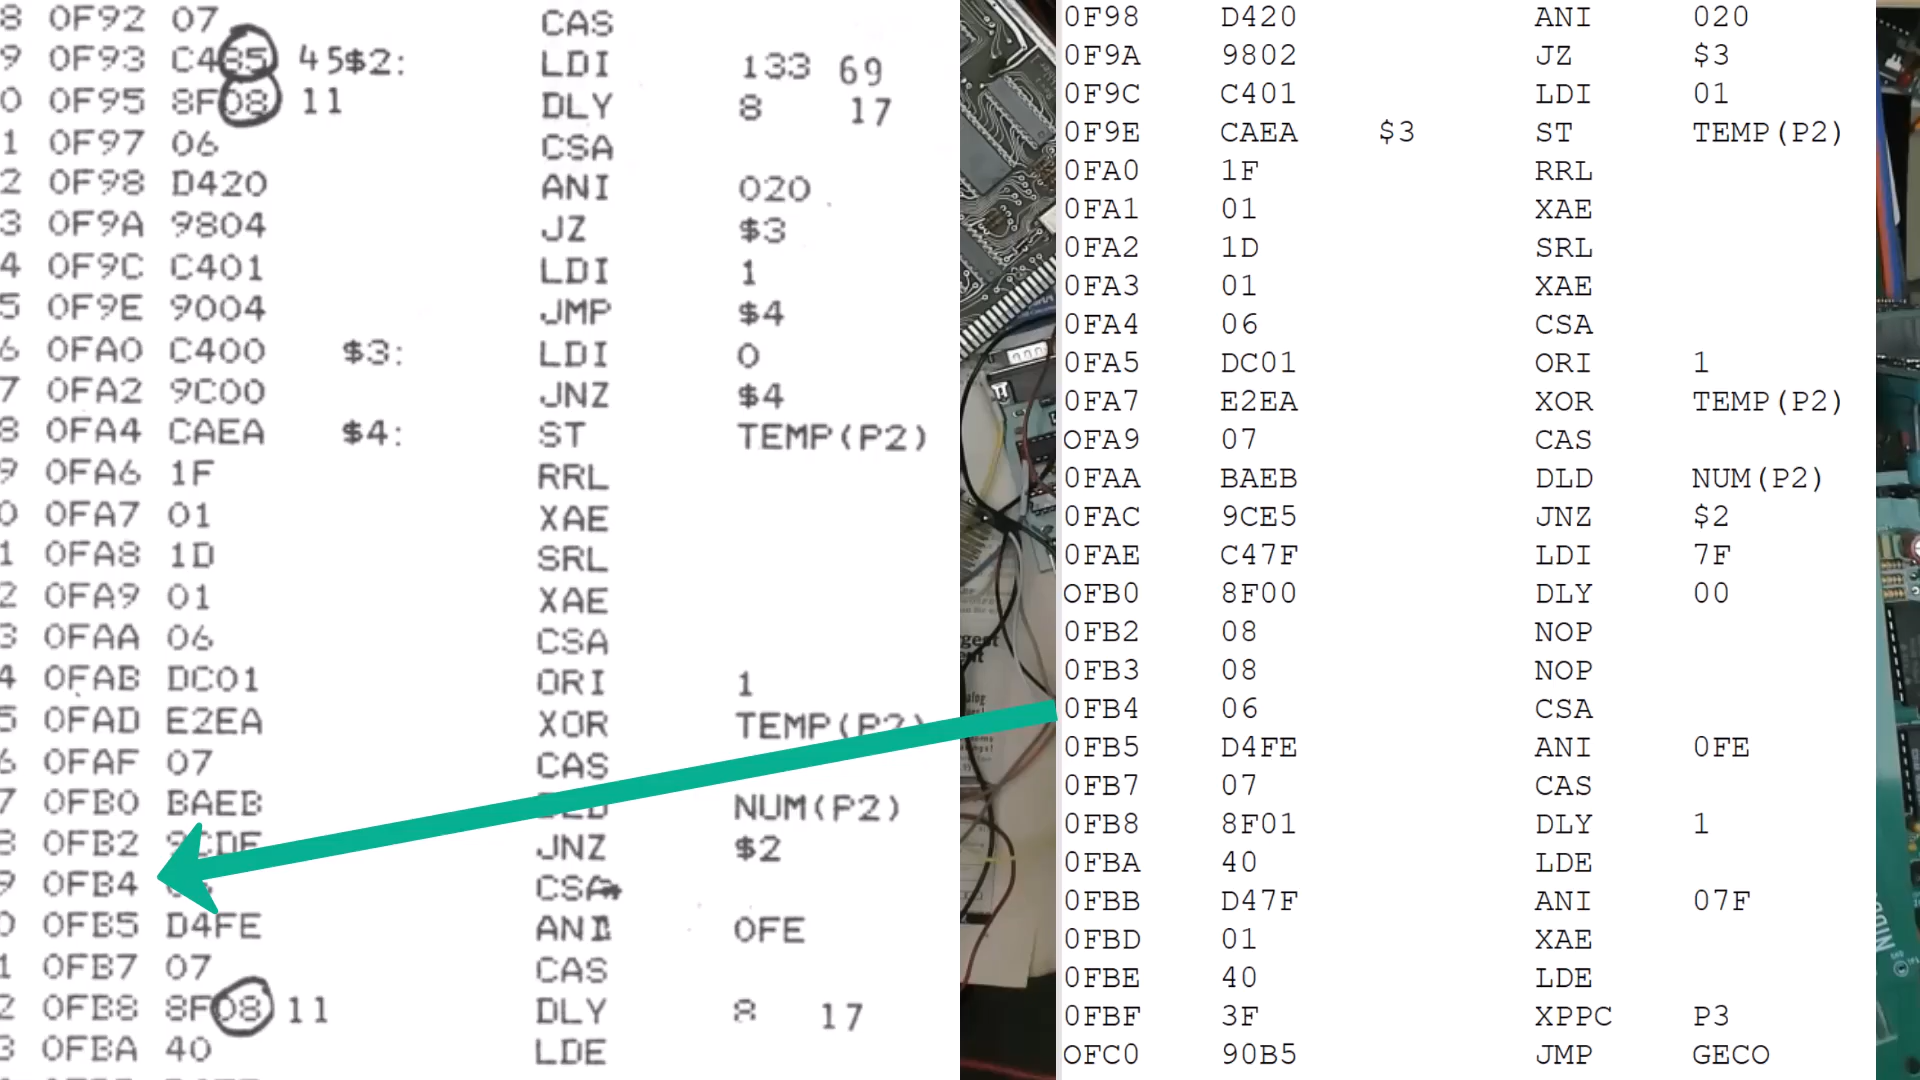 8 0F92 07 CAS
9 0F93 C485 45$2: LDI 133 69
0 0F95 8F08 11 DLY 8 17
1 0F97 06 CSA
2 0F98 D420 ANI 020
3 0F9A 9804 JZ $3
4 0F9C C401 LDI 1
5 0F9E 9004 JMP $4
6 0FA0 C400 $3: LDI 0
7 0FA2 9C00 JNZ $4
8 0FA4 CAEA $4: ST TEMP(P2)
9 0FA6 1F RRL
0 0FA7 01 XAE
1 0FA8 1D SRL
2 0FA9 01 XAE
3 0FAA 06 CSA
4 0FAB DC01 ORI 1
5 0FAD E2EA XOR TEMP(P2)
6 0FAF 07 CAS
7 0FB0 BAEB NUM(P2)
8 0FB2 9CDF JNZ $2
9 0FB4 CSA
0 0FB5 D4FE ANI 0FE
1 0FB7 07 CAS
2 0FB8 8F08 11 DLY 8 17
3 0FBA 40 LDE
0F98 D420 ANI 020
0F9A 9802 JZ $3
0F9C C401 LDI 01
0F9E CAEA $3 ST TEMP(P2)
0FA0 1F RRL
0FA1 01 XAE
0FA2 1D SRL
0FA3 01 XAE
0FA4 06 CSA
0FA5 DC01 ORI 1
0FA7 E2EA XOR TEMP(P2)
OFA9 07 CAS
0FAA BAEB DLD NUM(P2)
0FAC 9CE5 JNZ $2
0FAE C47F LDI 7F
OFB0 8F00 DLY 00
0FB2 08 NOP
0FB3 08 NOP
0FB4 06 CSA
0FB5 D4FE ANI 0FE
0FB7 07 CAS
0FB8 8F01 DLY 1
0FBA 40 LDE
0FBB D47F ANI 07F
0FBD 01 XAE
0FBE 40 LDE
0FBF 3F XPPC P3
OFC0 90B5 JMP GECO